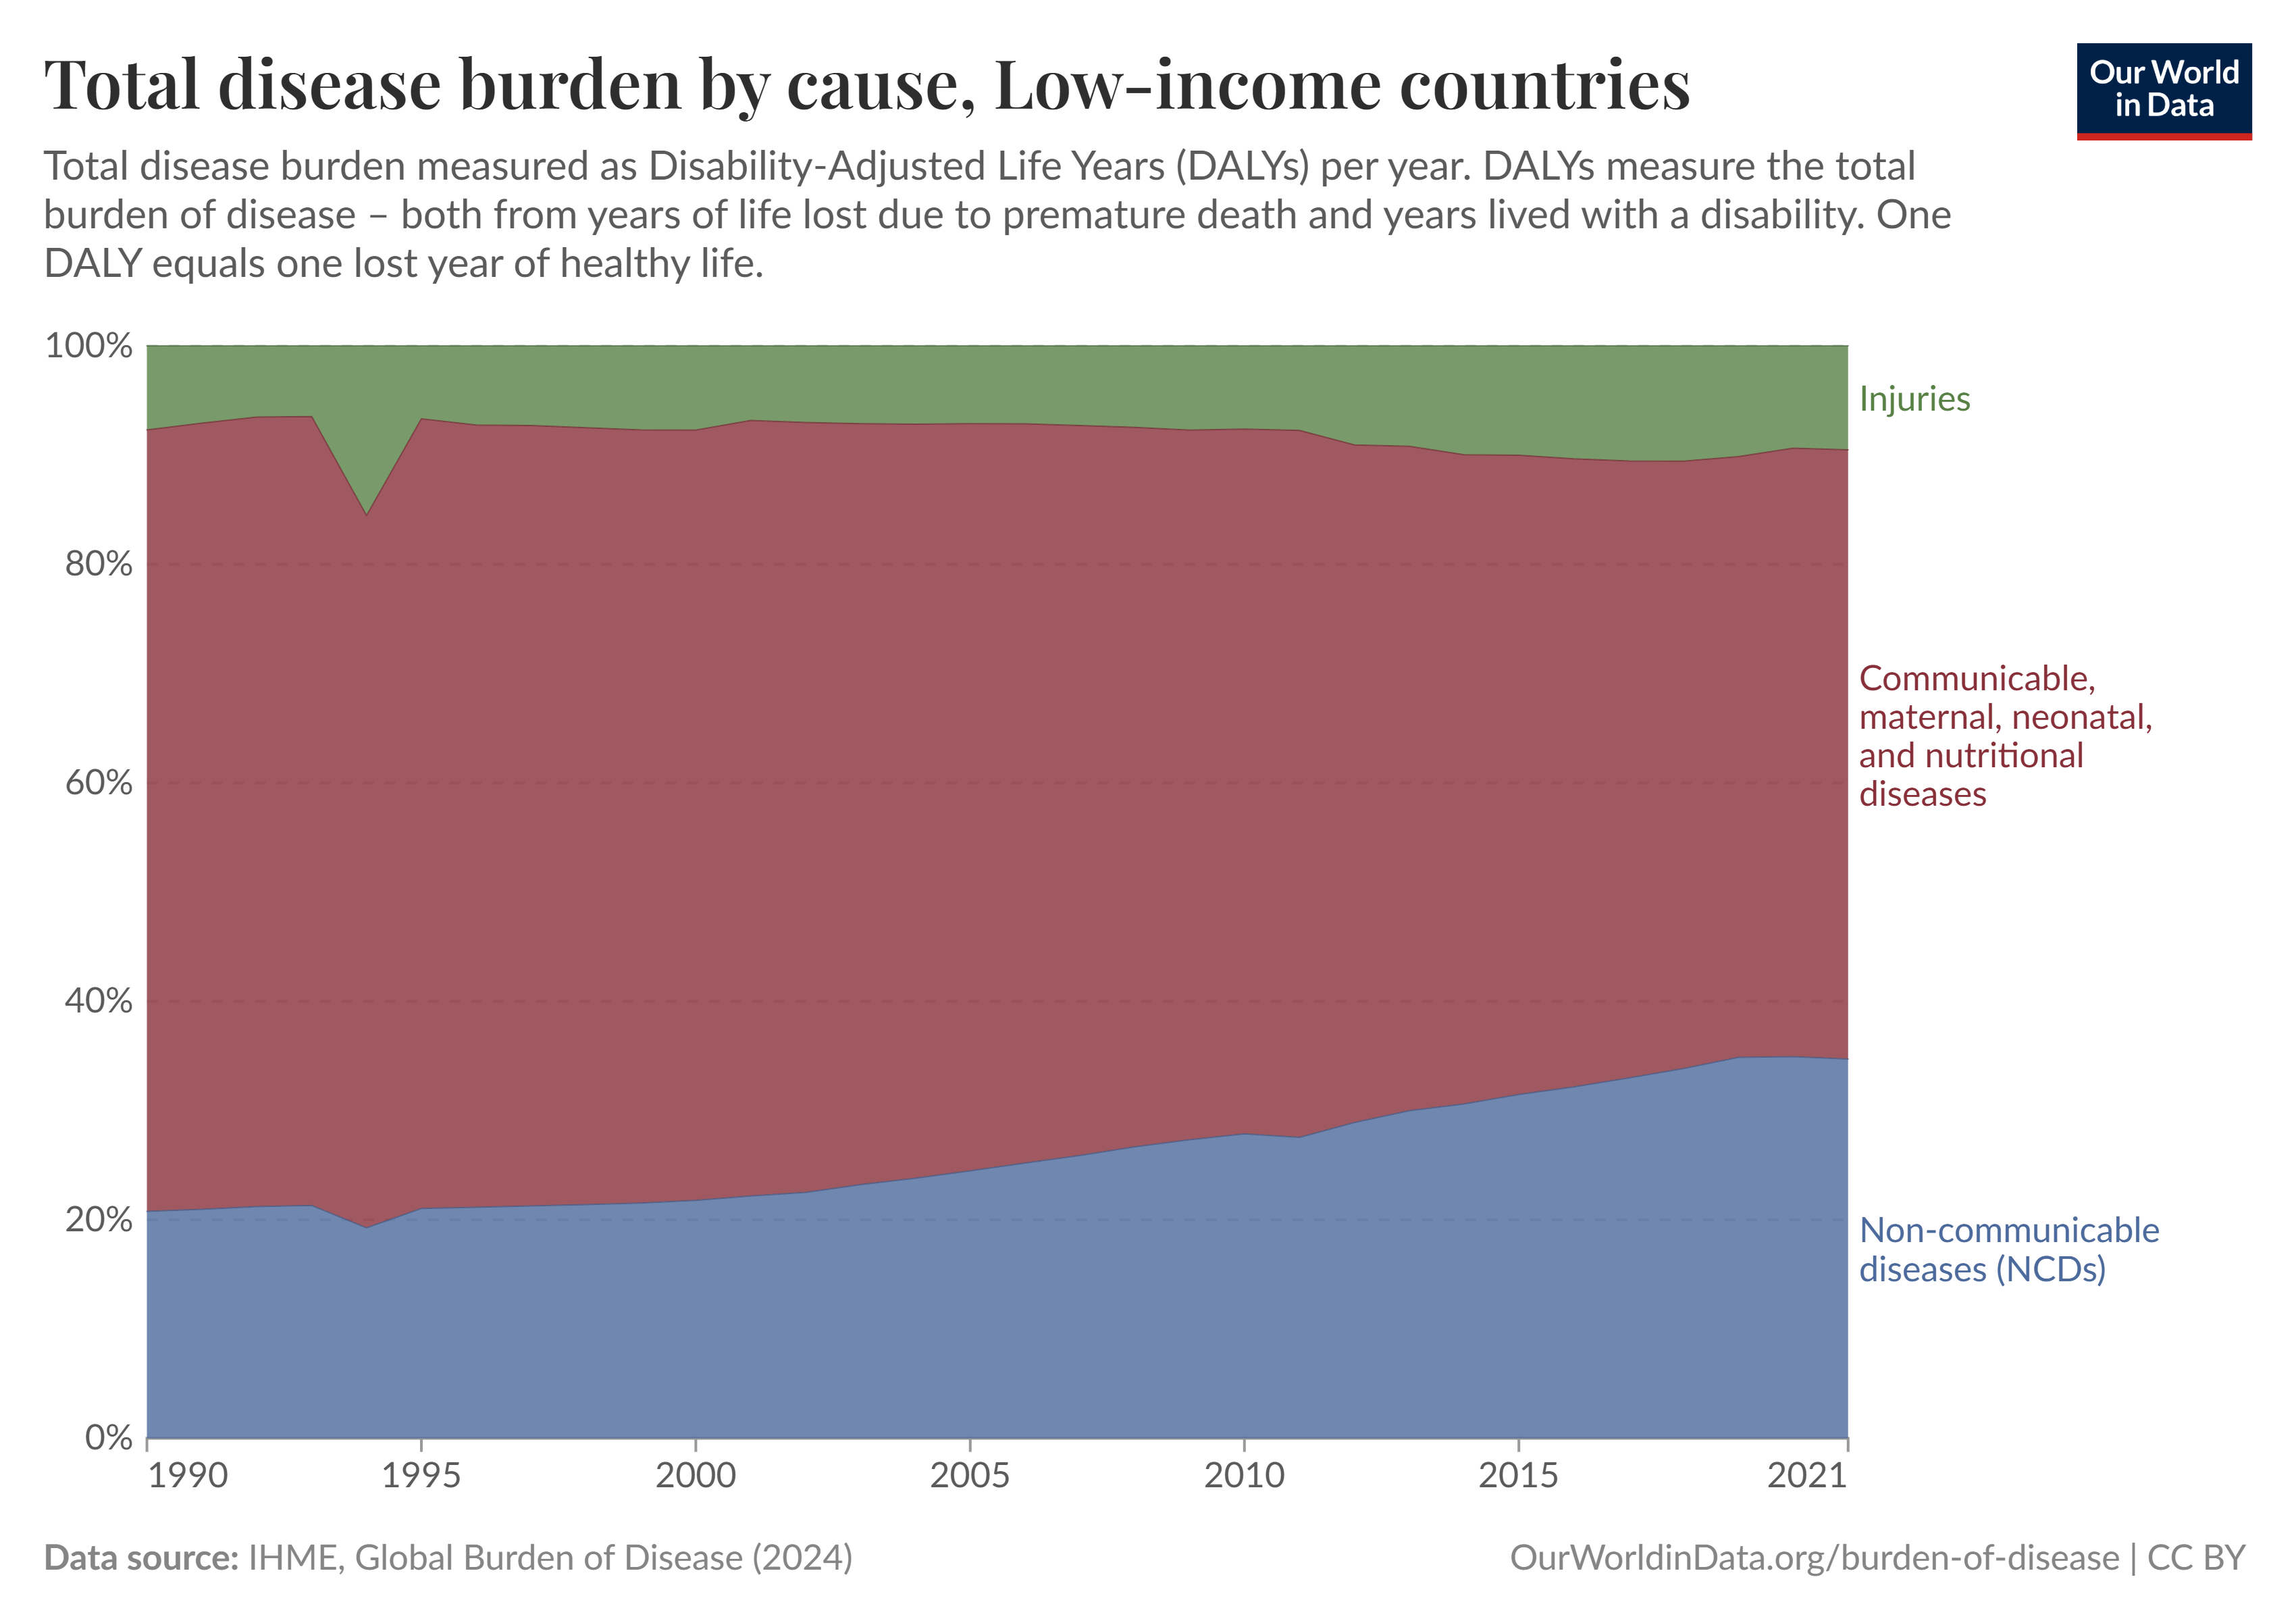 Total disease burden by cause, Low-income countries
Our World
in Data
Total disease burden measured as Disability-Adjusted Life Years (DALYs) per year. DALYs measure the total
burden of disease – both from years of life lost due to premature death and years lived with a disability. One
DALY equals one lost year of healthy life.
100%
80%
60%
40%
20%
0%
Injuries
Communicable,
maternal, neonatal,
and nutritional
diseases
Non-communicable
diseases (NCDs)
1990 1995 2000 2005 2010 2015 2021
Data source: IHME, Global Burden of Disease (2024)
OurWorldinData.org/burden-of-disease | CC BY